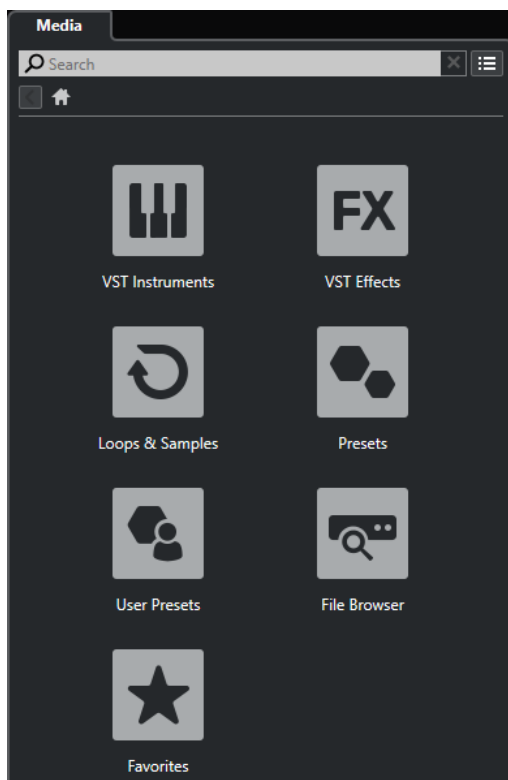 Media
Search
VST Instruments
FX
VST Effects
Loops & Samples
Presets
User Presets
File Browser
Favorites